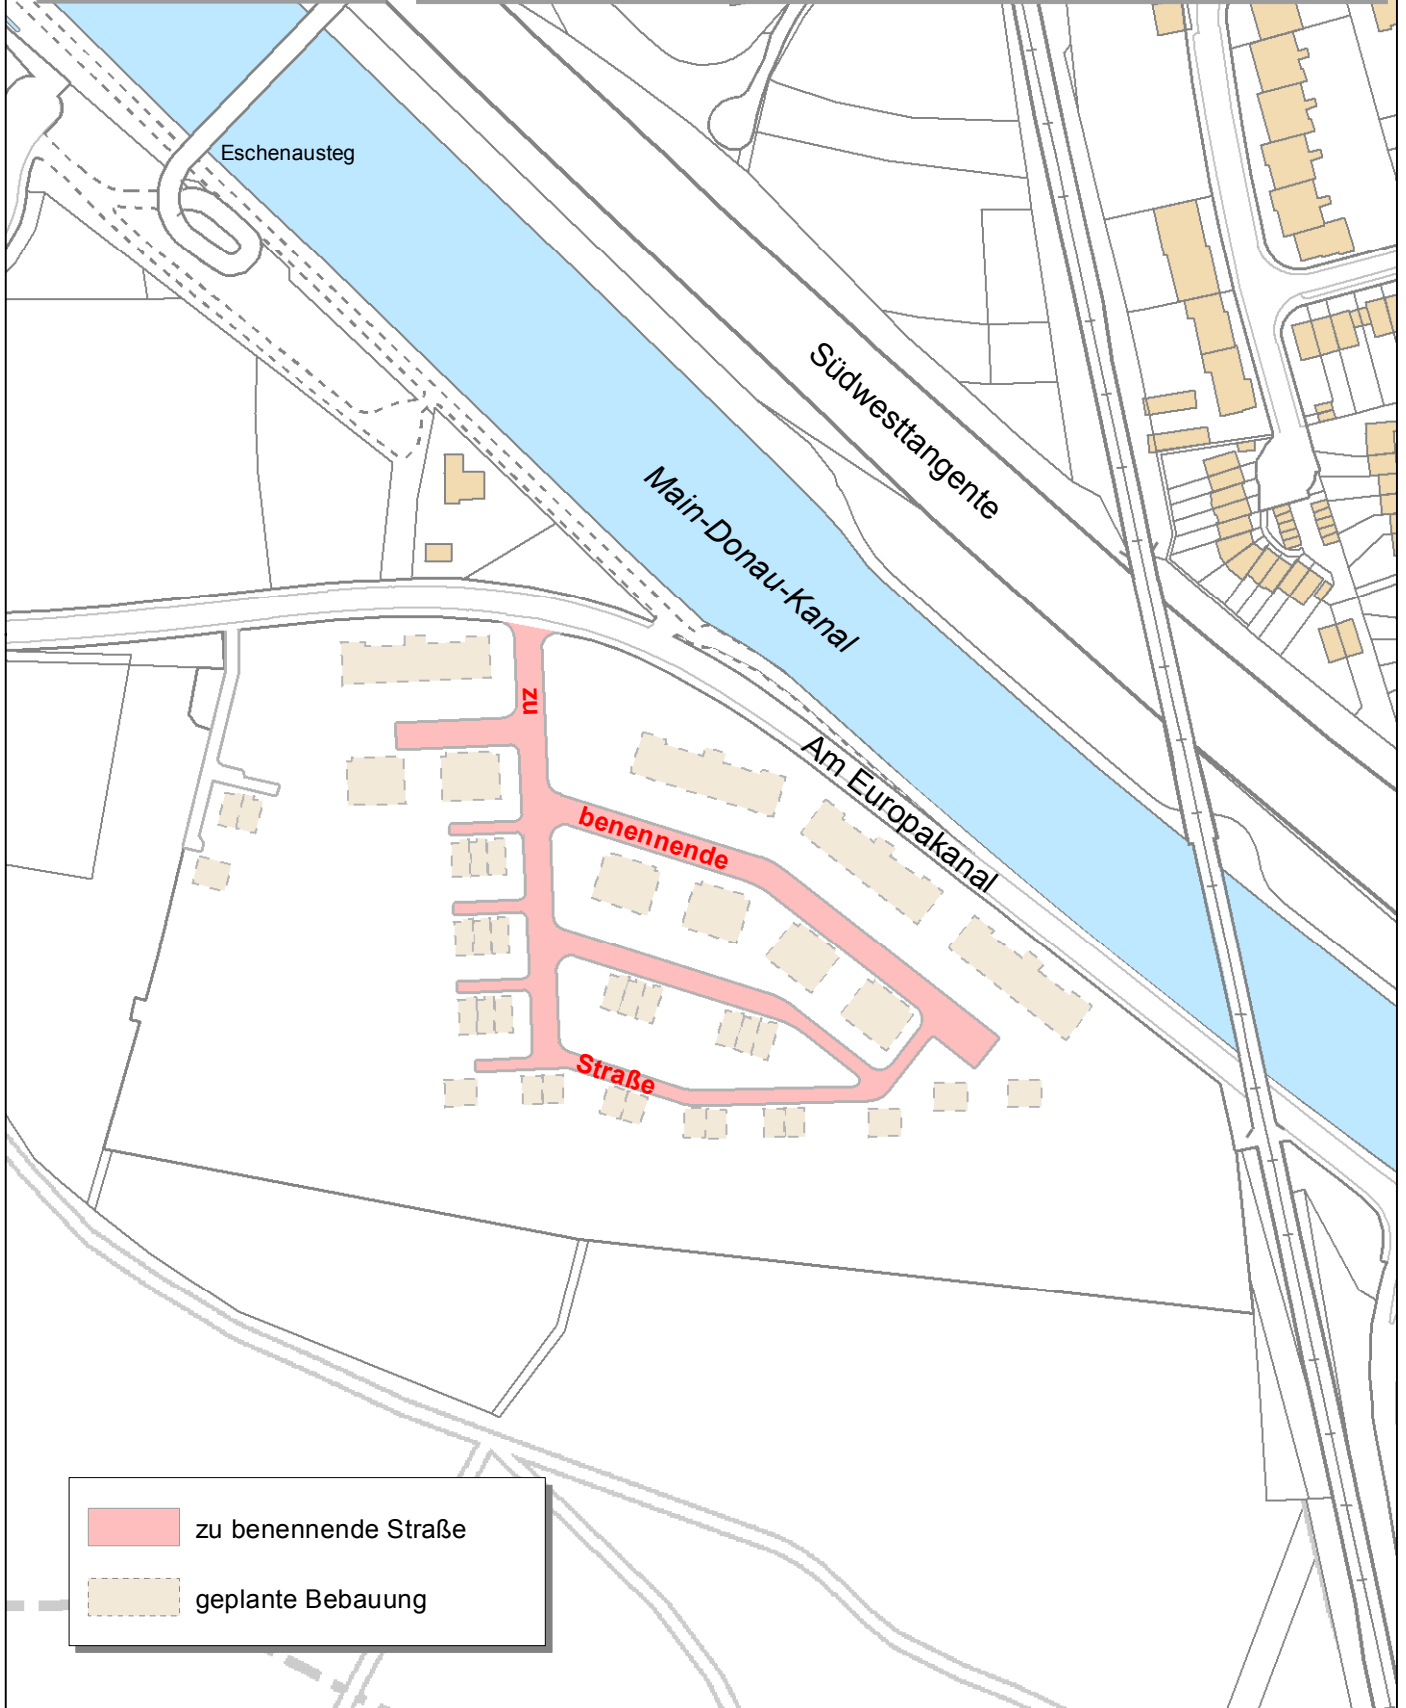 Eschenausteg
Südwesttangente
Main-Donau-Kanal
zu
Am Europakanal
benennende
Straße
zu benennende Straße
geplante Bebauung